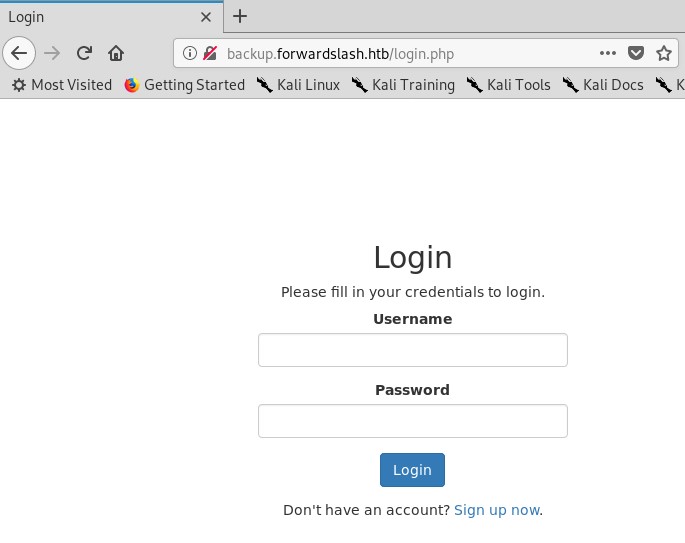 Login
backup.forwardslash.htb/login.php
Most Visited Getting Started Kali Linux Kali Training Kali Tools Kali Docs K
Login
Please fill in your credentials to login.
Username
Password
Login
Don't have an account? Sign up now.